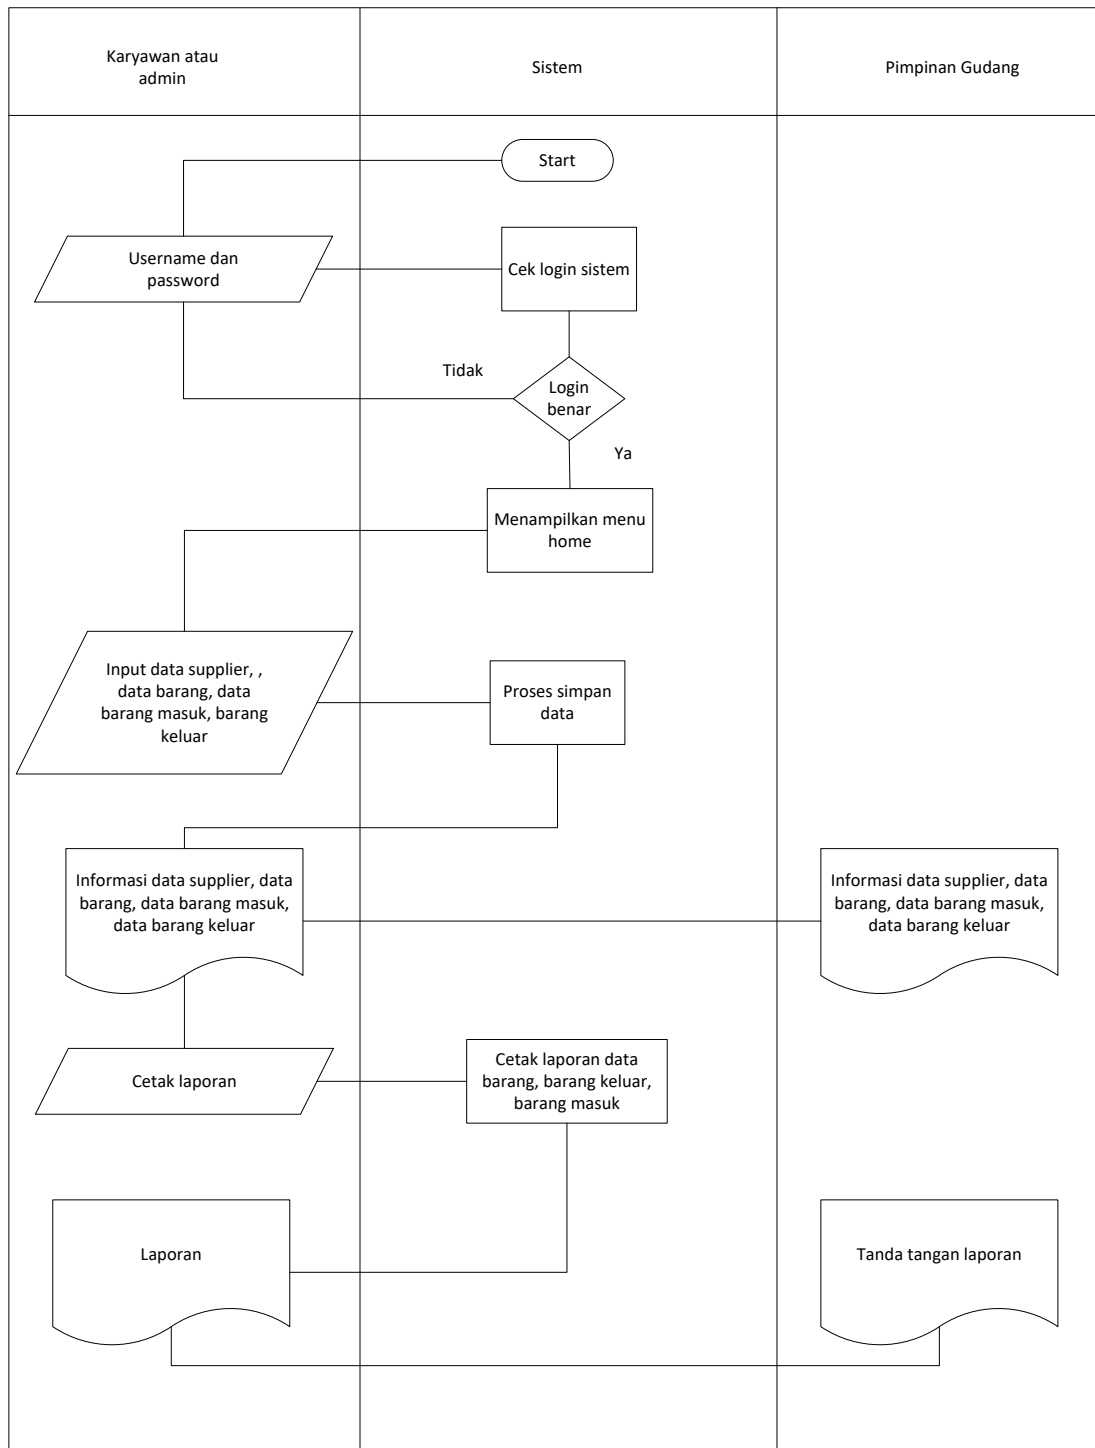 Karyawan atau
admin
Sistem
Pimpinan Gudang
Start
Username dan
password
Cek login sistem
Tidak
Login
benar
Ya
Menampilkan menu
home
Input data supplier, ,
data barang, data
barang masuk, barang
keluar
Proses simpan
data
Informasi data supplier, data
barang, data barang masuk,
data barang keluar
Informasi data supplier, data
barang, data barang masuk,
data barang keluar
Cetak laporan
Cetak laporan data
barang, barang keluar,
barang masuk
Laporan
Tanda tangan laporan